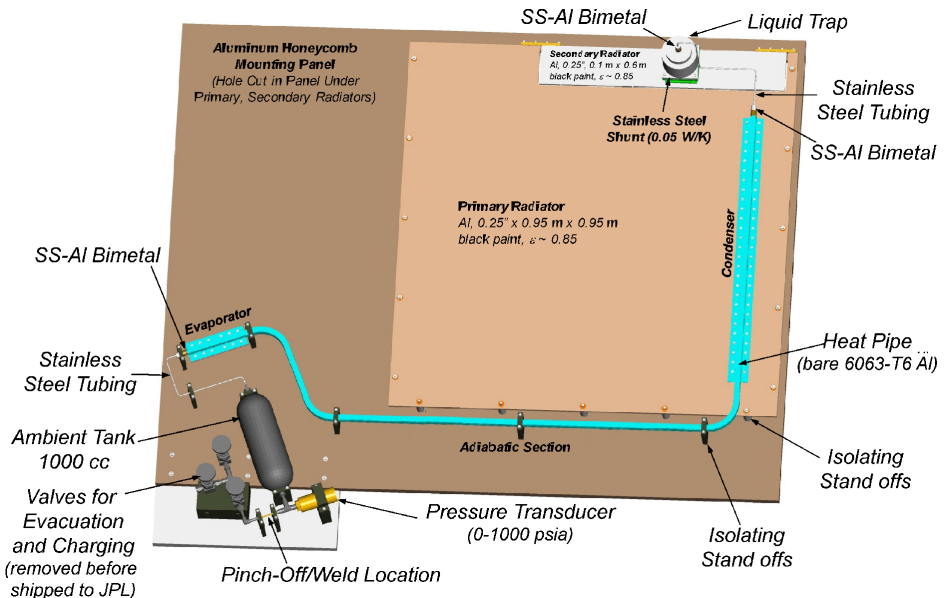 SS-Al Bimetal
Liquid Trap
Aluminum Honeycomb
Mounting Panel
(Hole Cut in Panel Under
Primary, Secondary Radiators)
Secondary Radiator
Al, 0.25", 0.1 m x 0.6 m
black paint, ε ~ 0.85
Stainless
Steel Tubing
Stainless Steel
Shunt (0.05 W/K)
SS-Al Bimetal
Primary Radiator
Al, 0.25" x 0.95 m x 0.95 m
black paint, ε ~ 0.85
Condenser
SS-Al Bimetal
Evaporator
Stainless
Steel Tubing
Heat Pipe
(bare 6063-T6 Al)
Ambient Tank
1000 cc
Adiabatic Section
Isolating
Stand offs
Valves for
Evacuation
and Charging
(removed before
shipped to JPL)
Pressure Transducer
(0-1000 psia)
Isolating
Stand offs
Pinch-Off/Weld Location